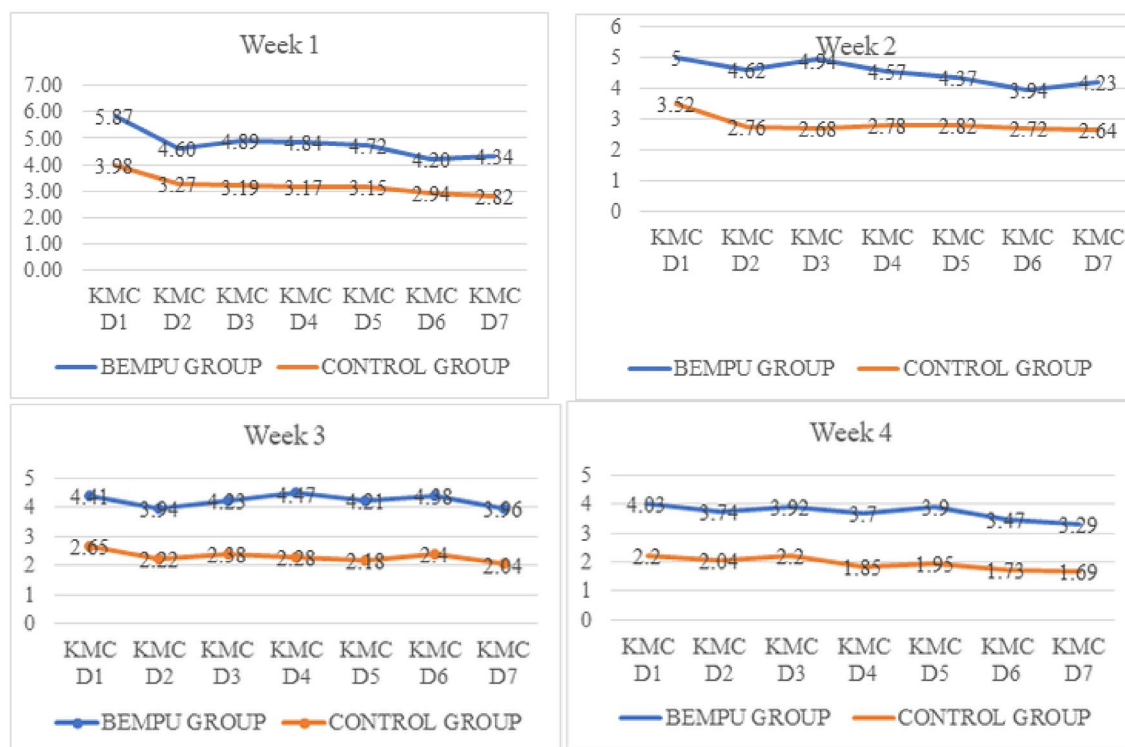 Week 1
7.00
6.00
5.00
4.00
3.00
2.00
1.00
0.00
5.87 4.60 4.89 4.84 4.72 4.20 4.34
3.98 3.27 3.19 3.17 3.15 2.94 2.82
KMC KMC KMC KMC KMC KMC KMC
D1 D2 D3 D4 D5 D6 D7
BEMPU GROUP CONTROL GROUP
Week 2
6
5
4
3
2
1
0
5 4.62 4.94 4.57 4.37 3.94 4.23
3.52 2.76 2.68 2.78 2.82 2.72 2.64
KMC KMC KMC KMC KMC KMC KMC
D1 D2 D3 D4 D5 D6 D7
BEMPU GROUP CONTROL GROUP
Week 3
5
4
3
2
1
0
4.41 3.94 4.23 4.47 4.21 4.38 3.96
2.65 2.22 2.38 2.28 2.18 2.4 2.04
KMC KMC KMC KMC KMC KMC KMC
D1 D2 D3 D4 D5 D6 D7
BEMPU GROUP CONTROL GROUP
Week 4
5
4
3
2
1
0
4.03 3.74 3.92 3.7 3.9 3.47 3.29
2.2 2.04 2.2 1.85 1.95 1.73 1.69
KMC KMC KMC KMC KMC KMC KMC
D1 D2 D3 D4 D5 D6 D7
BEMPU GROUP CONTROL GROUP